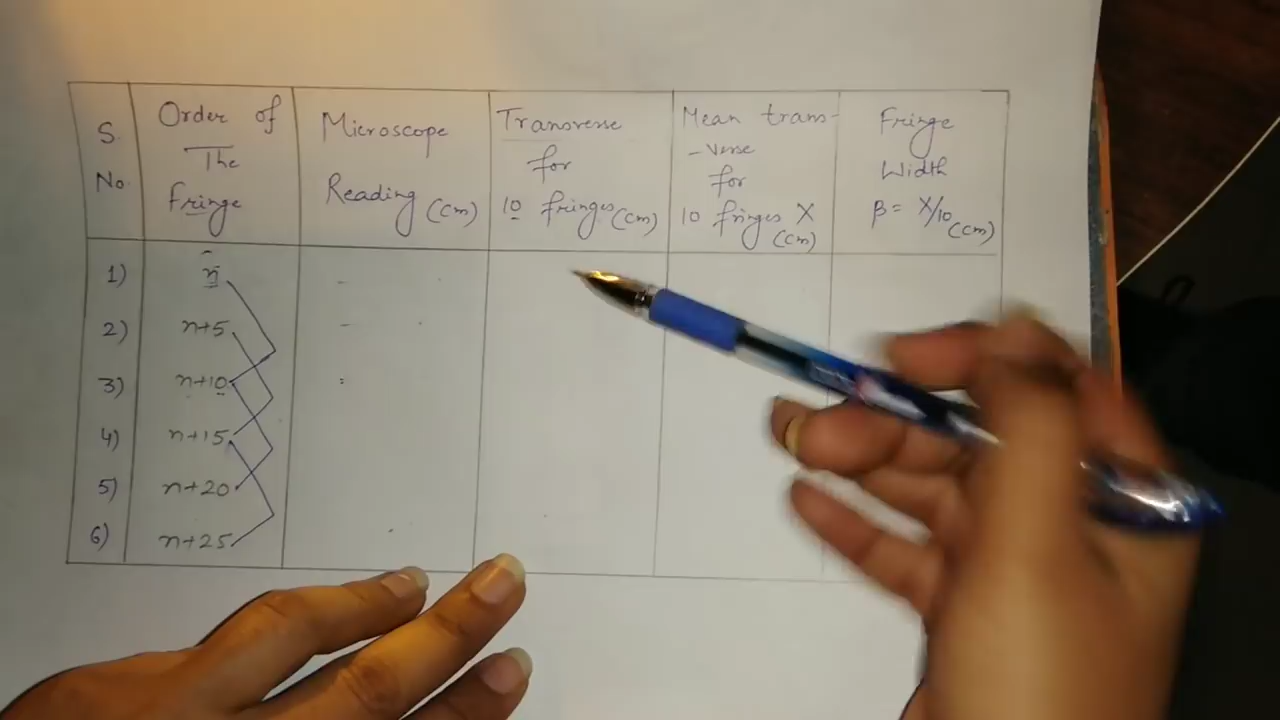 S.
No.
Order of
The
Fringe
Microscope
Reading (cm)
Transverse
for
10 fringes (cm)
Mean trans-
-verse
for
10 fringes X
(cm)
Fringe
Width
β = X/10 (cm)
1) n
2) n+5
3) n+10
4) n+15
5) n+20
6) n+25